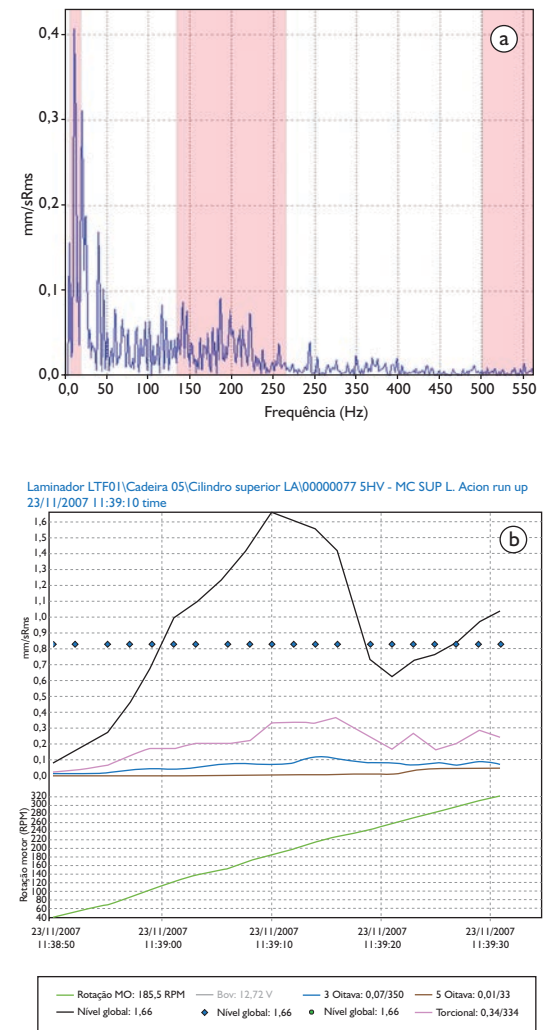 a
0,4
0,3
0,2
0,1
0,0
mm/sRms
0,0 50 100 150 200 250 250 350 400 450 500 550
Frequência (Hz)
Laminador LTF01\Cadeira 05\Cilindro superior LA\00000077 5HV - MC SUP L. Acion run up
23/11/2007 11:39:10 time
b
1,6
1,5
1,4
1,3
1,2
1,1
1,0
0,9
0,8
0,7
0,6
0,5
0,4
0,3
0,2
0,1
0,0
mm/sRms
320
300
280
260
240
220
200
180
160
140
120
100
80
60
40
Rotação motor (RPM)
23/11/2007 23/11/2007 23/11/2007 23/11/2007 23/11/2007
11:38:50 11:39:00 11:39:10 11:39:20 11:39:30
Rotação MO: 185,5 RPM Bov: 12,72 V 3 Oitava: 0,07/350 5 Oitava: 0,01/33
Nível global: 1,66 Nível global: 1,66 Nível global: 1,66 Torcional: 0,34/334